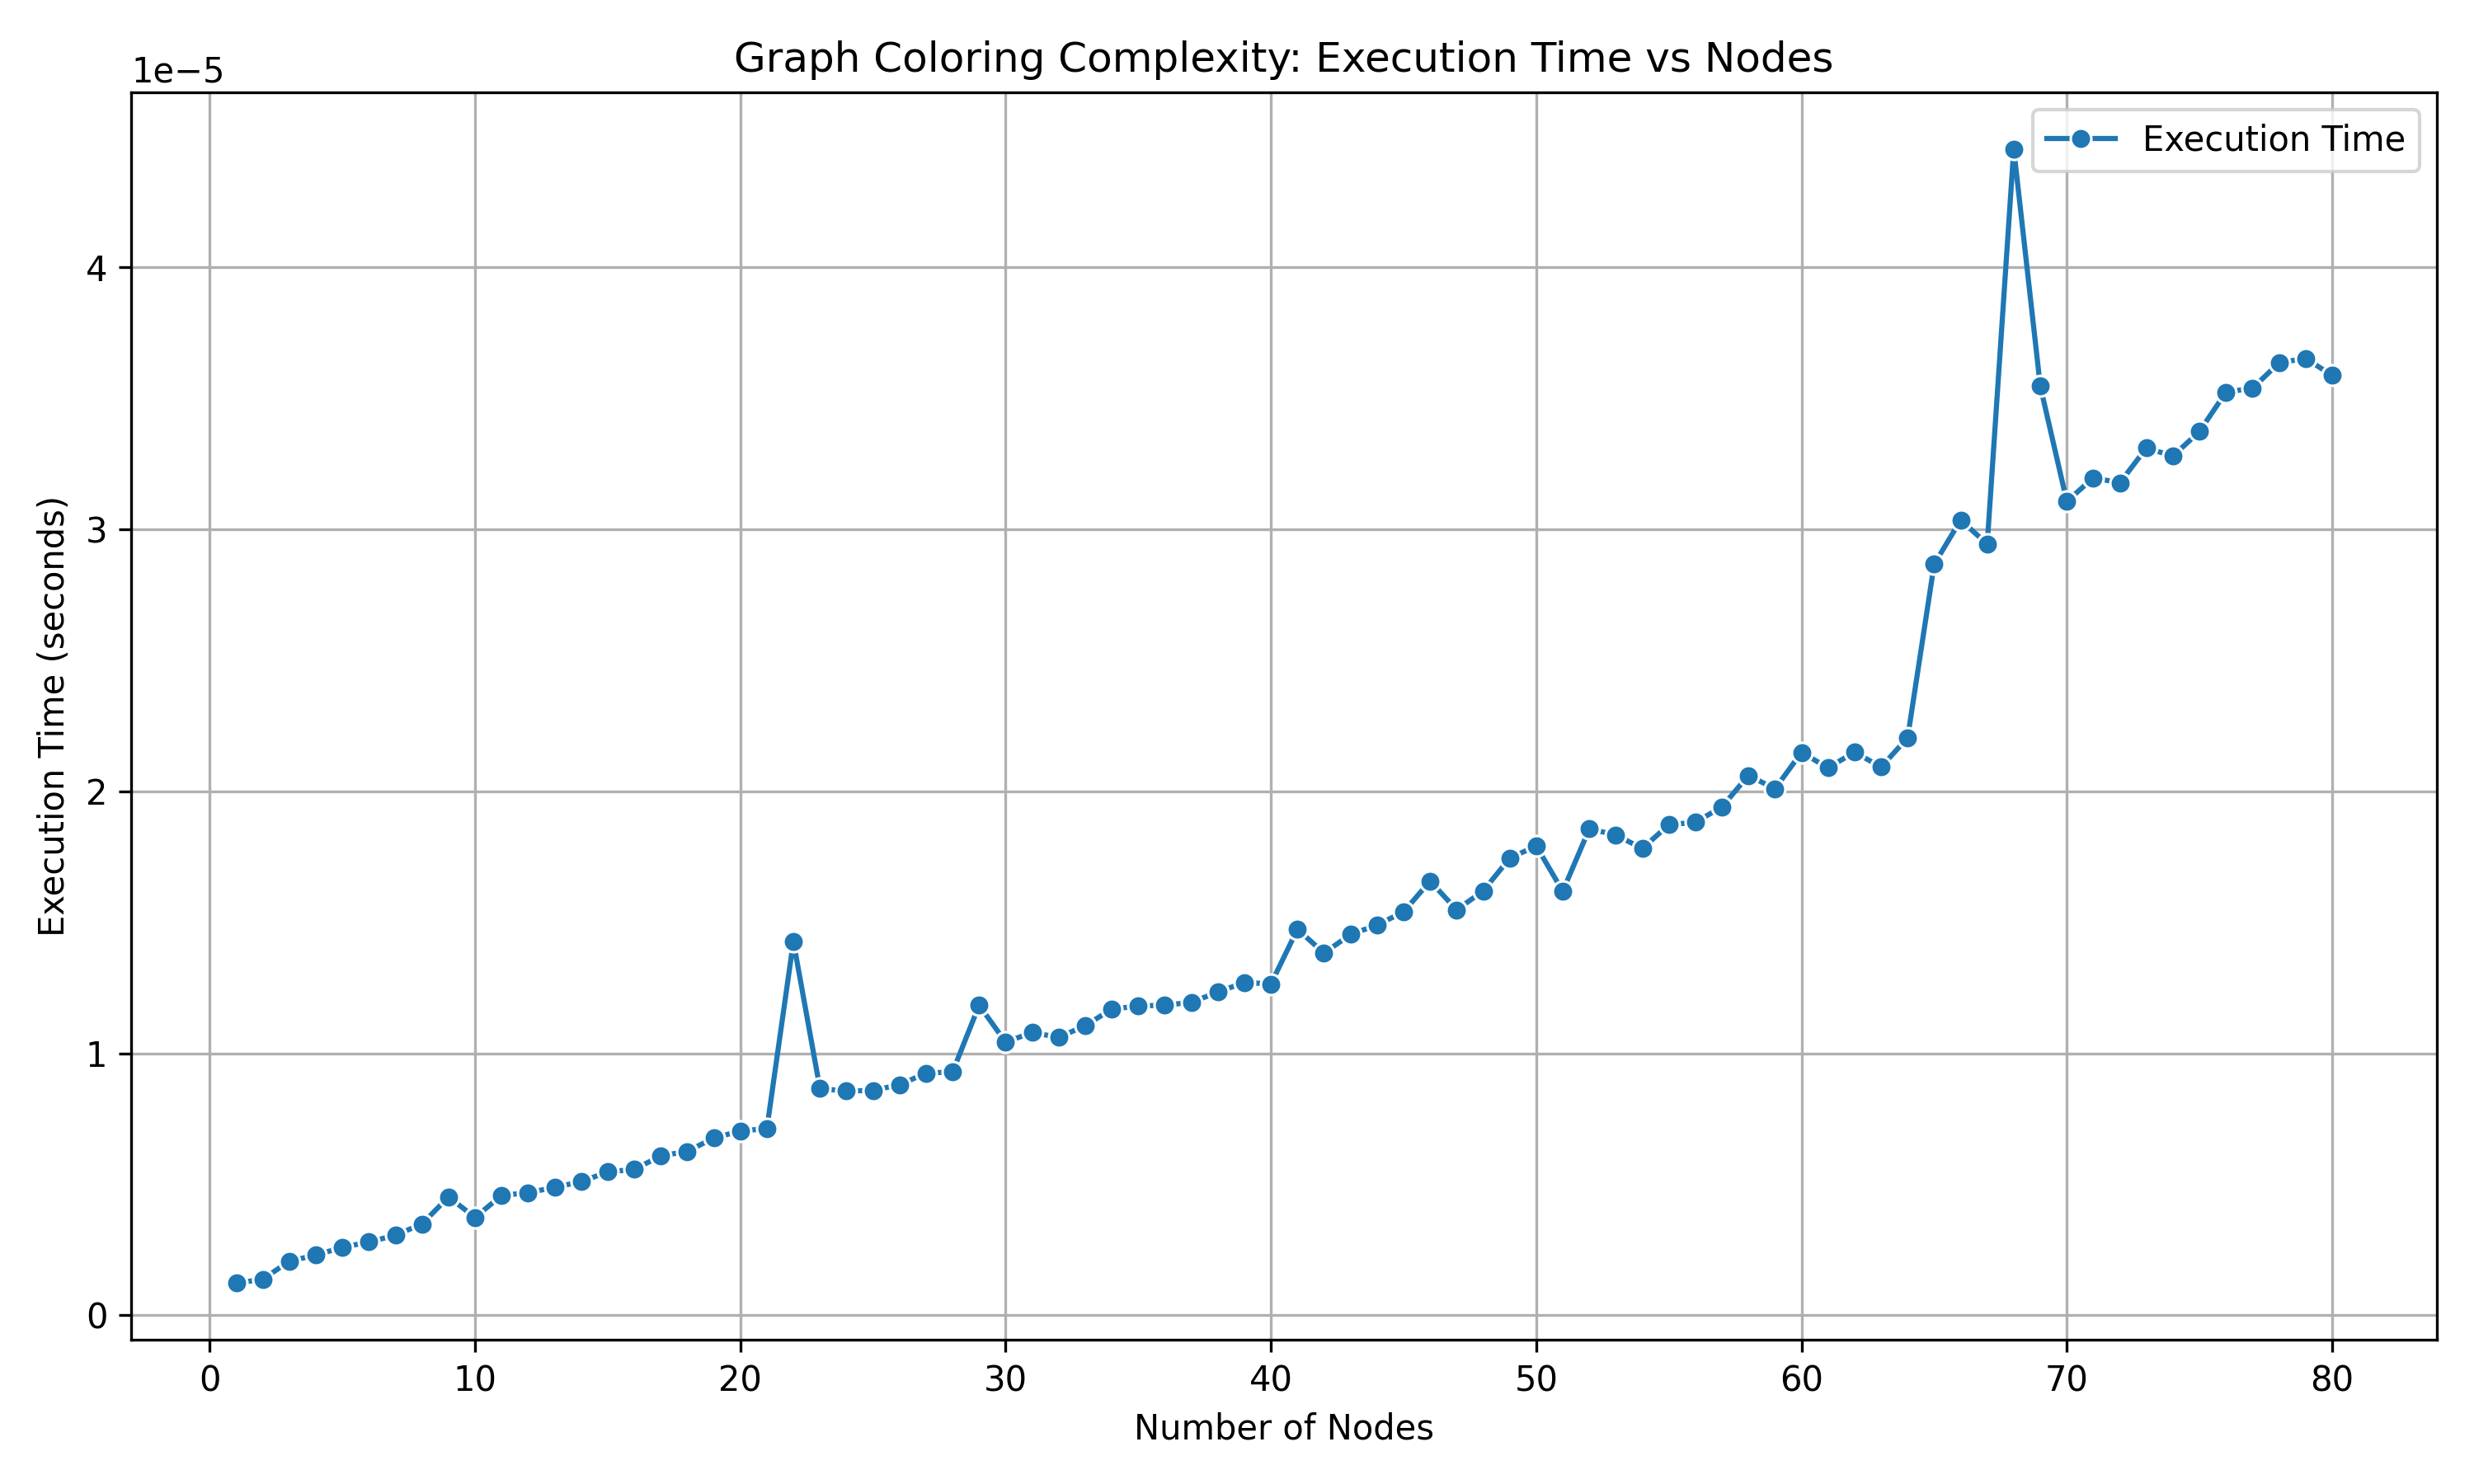 Graph Coloring Complexity: Execution Time vs Nodes
1e−5
Execution Time
4
3
2
1
0
Execution Time (seconds)
0 10 20 30 40 50 60 70 80
Number of Nodes